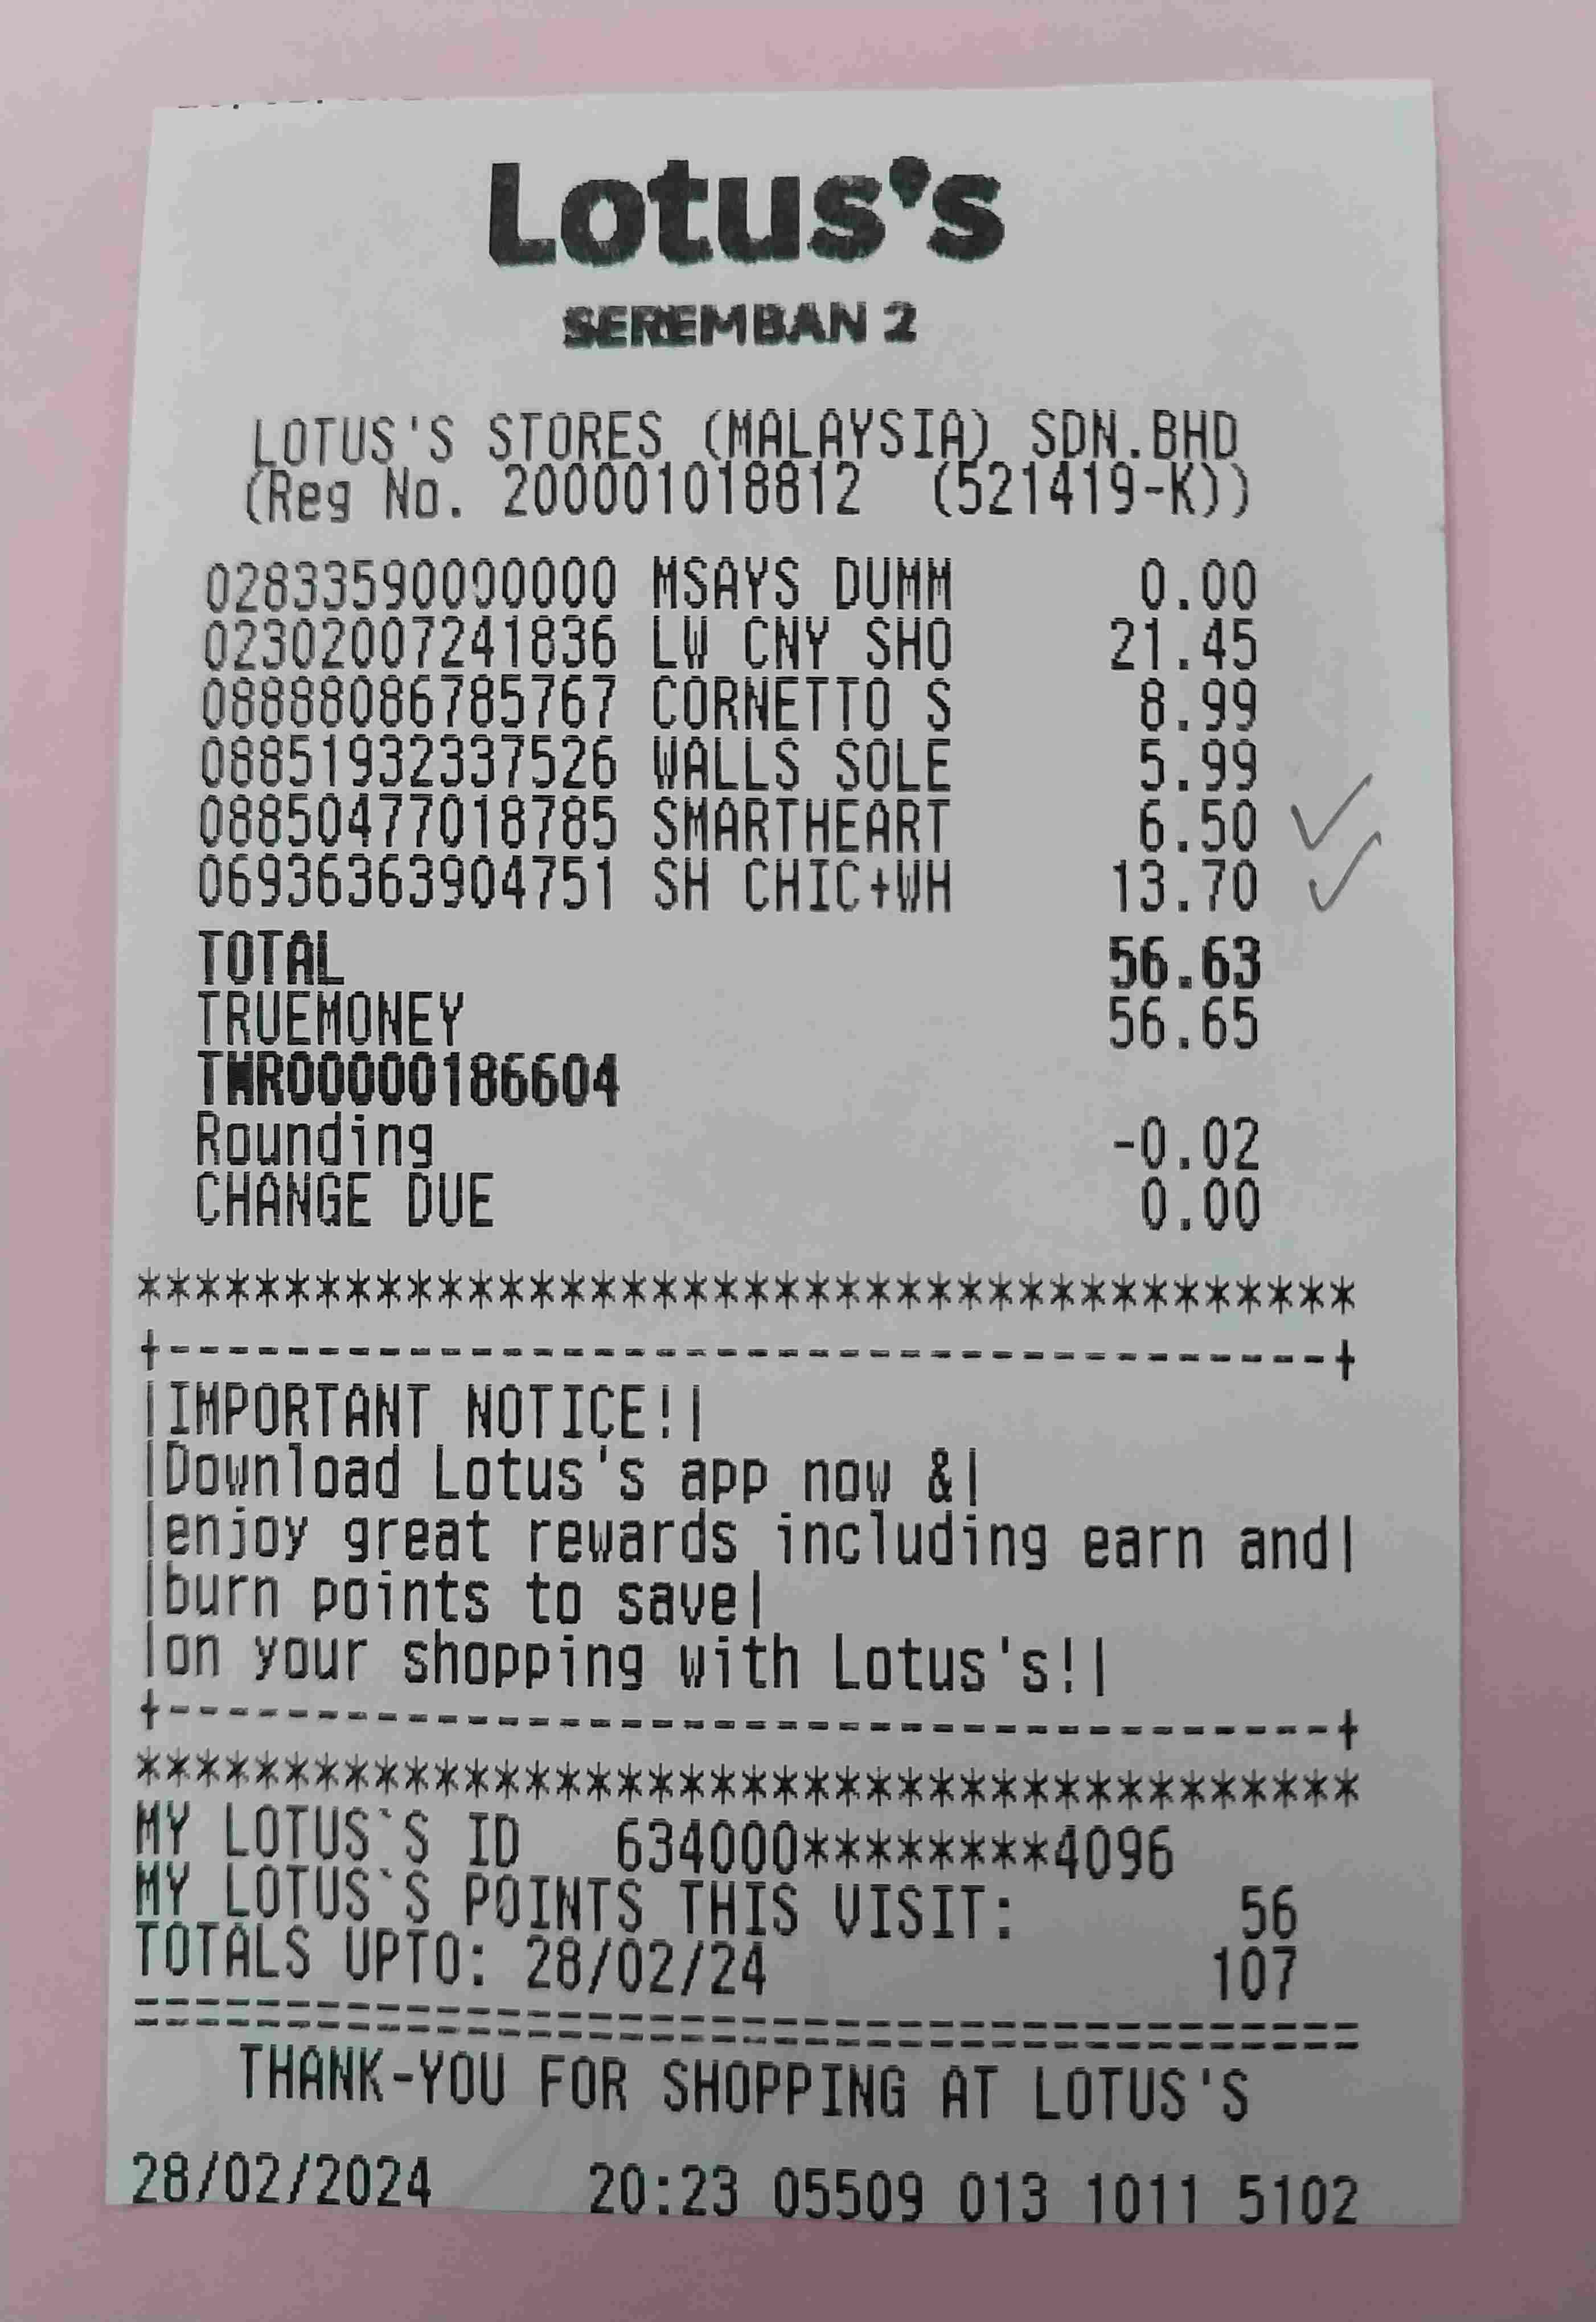 Lotus's
SEREMBAN 2
LOTUS'S STORES (MALAYSIA) SDN.BHD
(Reg No. 200001018812 (521419-K))
02833590000000 MSAYS DUMM 0.00
02302007241836 LW CNY SHO 21.45
08888086785767 CORNETTO S 8.99
08851932337526 WALLS SOLE 5.99
08850477018785 SMARTHEART 6.50
06936363904751 SH CHIC+WH 13.70
TOTAL 56.63
TRUEMONEY 56.65
TMR00000186604
Rounding -0.02
CHANGE DUE 0.00
****************************************
+--------------------------------------+
|IMPORTANT NOTICE!|
|Download Lotus's app now &|
|enjoy great rewards including earn and|
|burn points to save|
|on your shopping with Lotus's!|
+--------------------------------------+
****************************************
MY LOTUS`S ID 634000********4096
MY LOTUS`S POINTS THIS VISIT: 56
TOTALS UPTO: 28/02/24 107
========================================
THANK-YOU FOR SHOPPING AT LOTUS'S
28/02/2024 20:23 05509 013 1011 5102